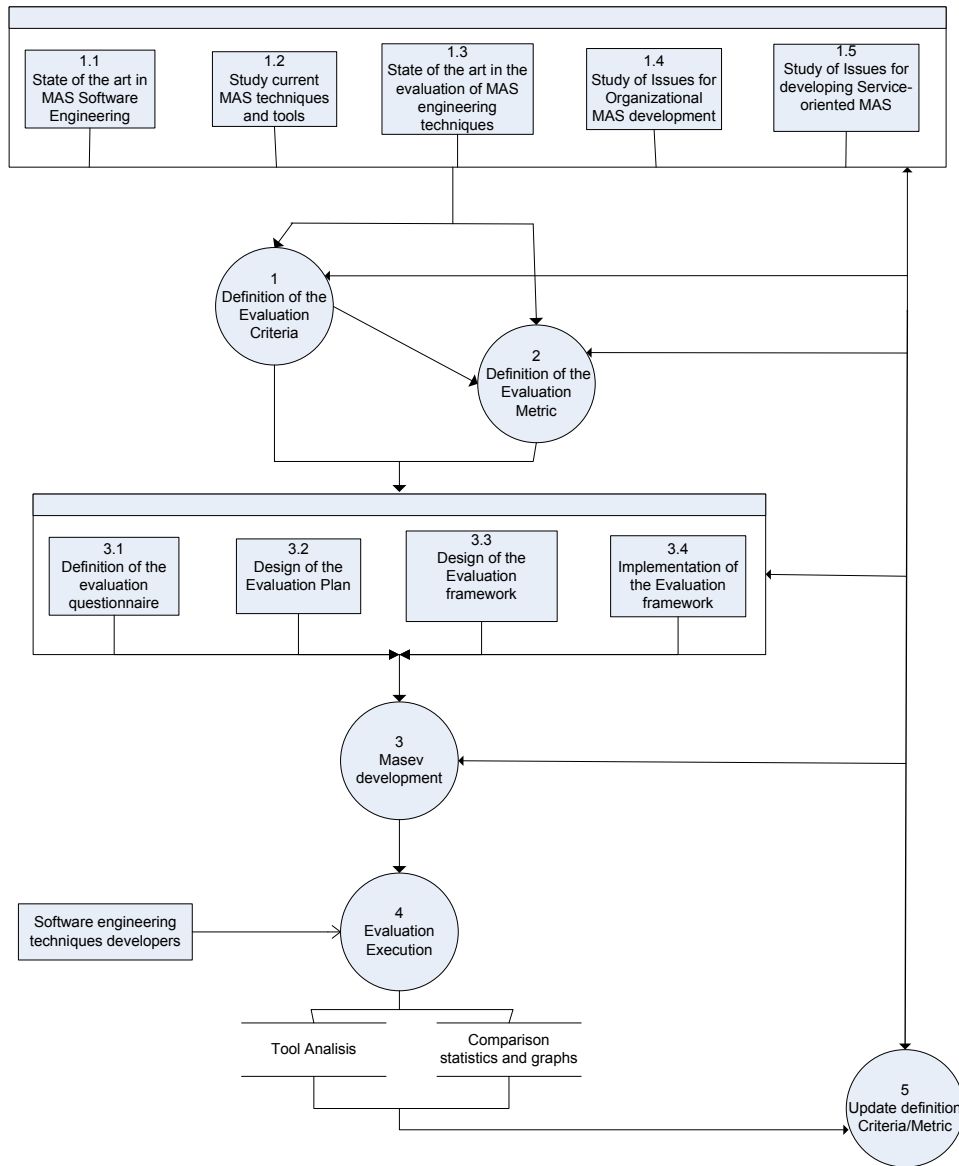 1.1
State of the art in
MAS Software
Engineering
1.2
Study current
MAS techniques
and tools
1.3
State of the art in the
evaluation of MAS
engineering
techniques
1.4
Study of Issues for
Organizational
MAS development
1.5
Study of Issues for
developing Service-
oriented MAS
1
Definition of the
Evaluation
Criteria
2
Definition of the
Evaluation
Metric
3.1
Definition of the
evaluation
questionnaire
3.2
Design of the
Evaluation Plan
3.3
Design of the
Evaluation
framework
3.4
Implementation of
the Evaluation
framework
3
Masev
development
4
Evaluation
Execution
Software engineering
techniques developers
Tool Analisis
Comparison
statistics and graphs
5
Update definition
Criteria/Metric